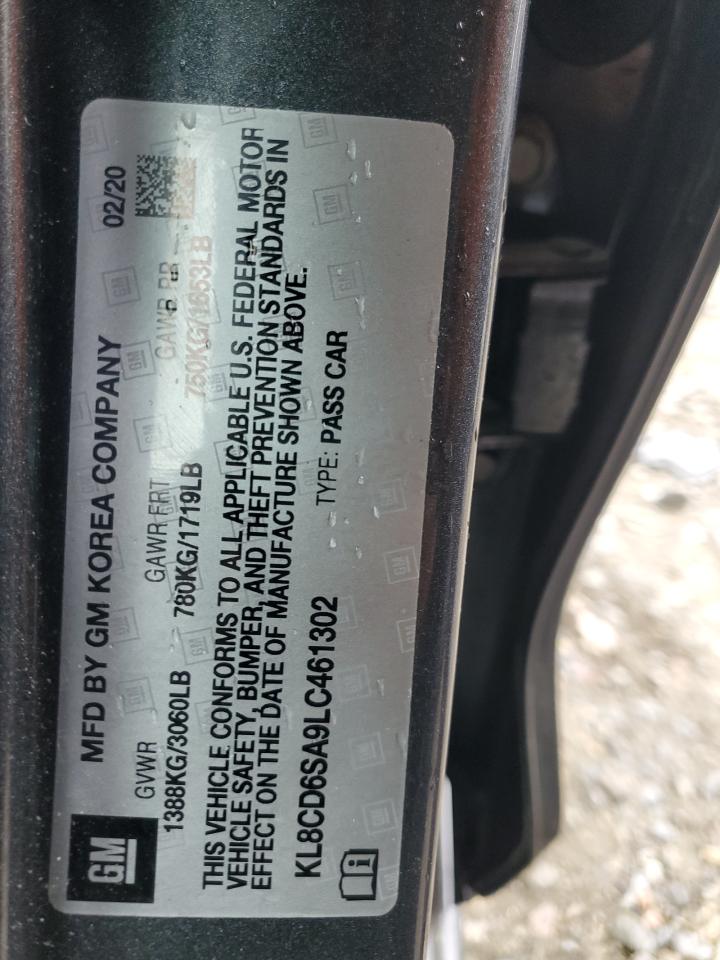 GM
MFD BY GM KOREA COMPANY 02/20
GVWR GAWR FRT GAWR RR
1388KG/3060LB 780KG/1719LB 750KG/1653LB
THIS VEHICLE CONFORMS TO ALL APPLICABLE U.S. FEDERAL MOTOR
VEHICLE SAFETY, BUMPER, AND THEFT PREVENTION STANDARDS IN
EFFECT ON THE DATE OF MANUFACTURE SHOWN ABOVE.
KL8CD6SA9LC461302 TYPE: PASS CAR